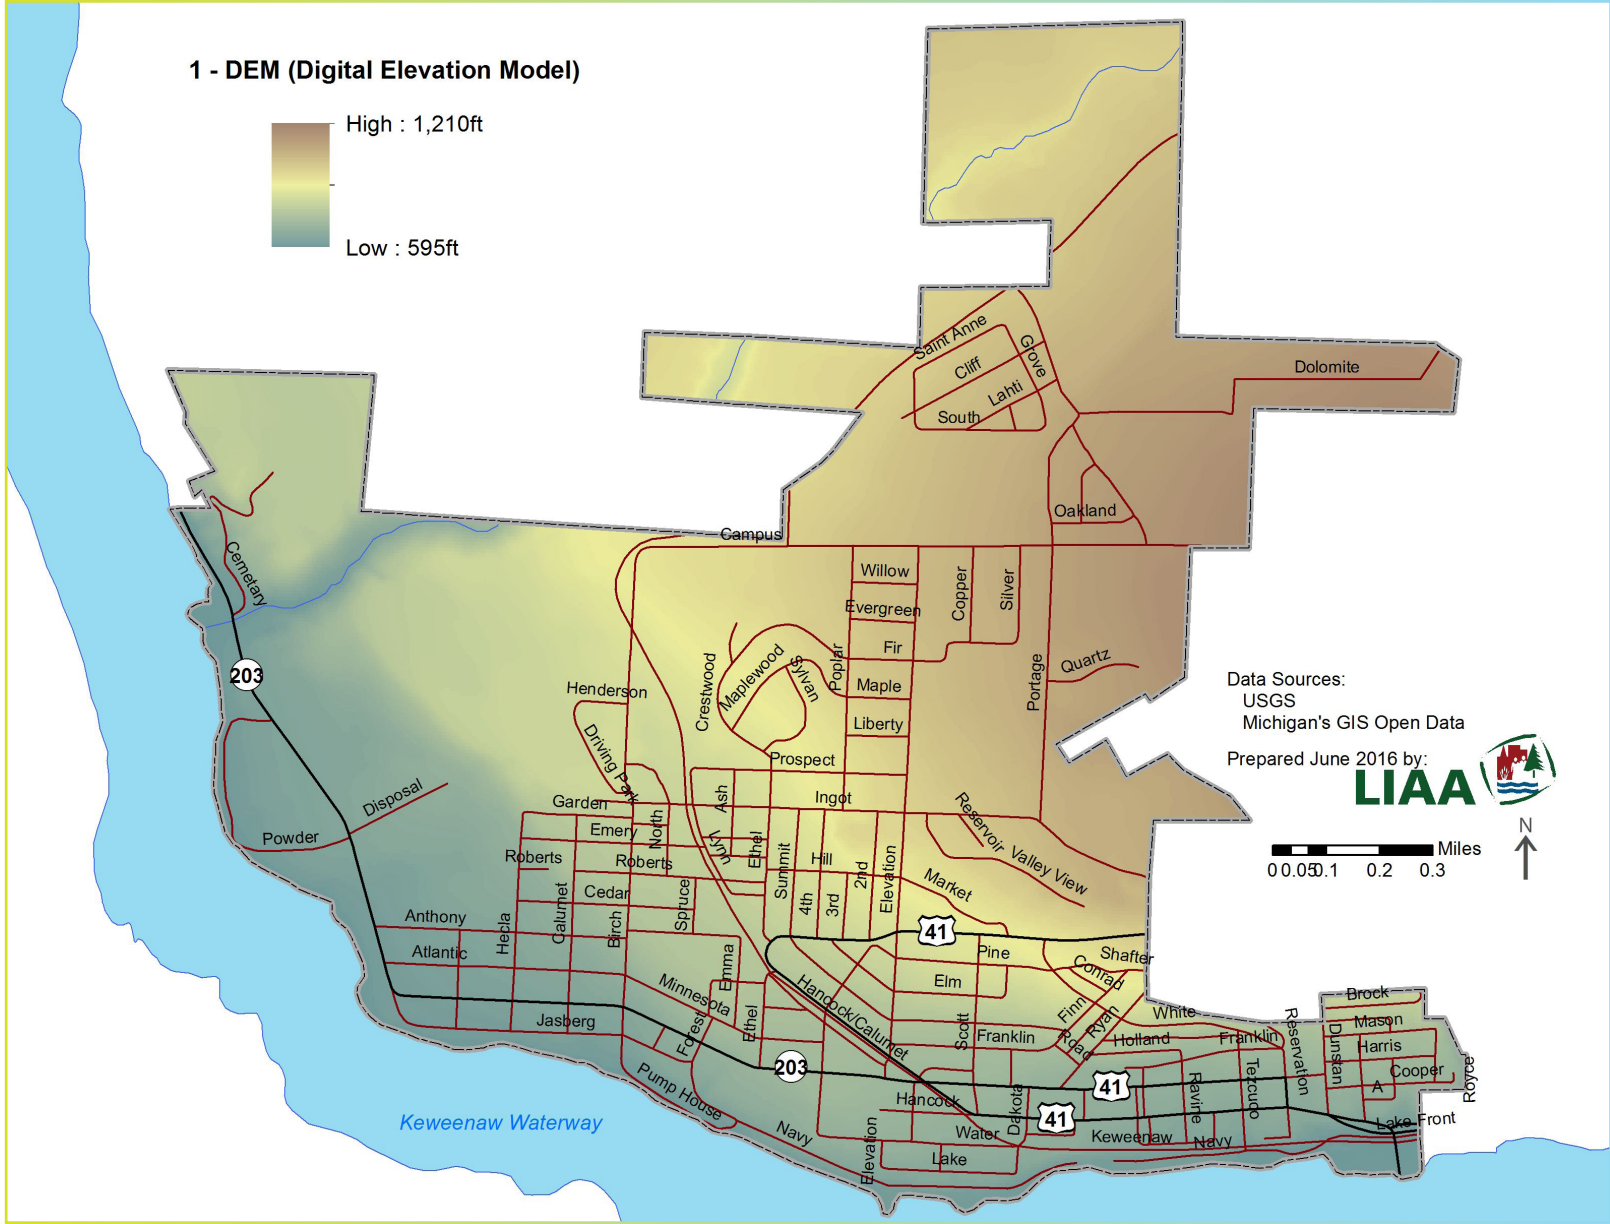 1 - DEM (Digital Elevation Model)
High : 1,210ft
Low : 595ft
Saint Anne
Grove
Cliff
Lahti
South
Dolomite
Oakland
Campus
Cemetary
Willow
Evergreen
Copper
Silver
Fir
Poplar
Maple
Liberty
Portage
Quartz
Crestwood
Maplewood
Sylvan
Prospect
203
Henderson
Driving Park
Data Sources:
USGS
Michigan's GIS Open Data
Prepared June 2016 by:
LIAA
N
Miles
0 0.05 0.1 0.2 0.3
Disposal
Powder
Garden
Emery
North
Roberts
Roberts
Cedar
Ash
Lynn
Ethel
Ingot
Summit
Hill
4th
3rd
2nd
Elevation
Reservoir
Valley View
Market
41
Anthony
Atlantic
Hecla
Calumet
Birch
Spruce
Emma
Minnesota
Ethel
Forest
Jasberg
Pine
Shafter
Elm
Conrad
Finn
Ryan
Road
Hancock/Calumet
Scott
Franklin
White
Holland
Franklin
Reservation
Brock
Mason
Dunstan
Harris
Cooper
A
Royce
203
41
41
Pump House
Navy
Hancock
Dakota
Water
Elevation
Lake
Keweenaw
Navy
Ravine
Tezcuco
Lake Front
Keweenaw Waterway